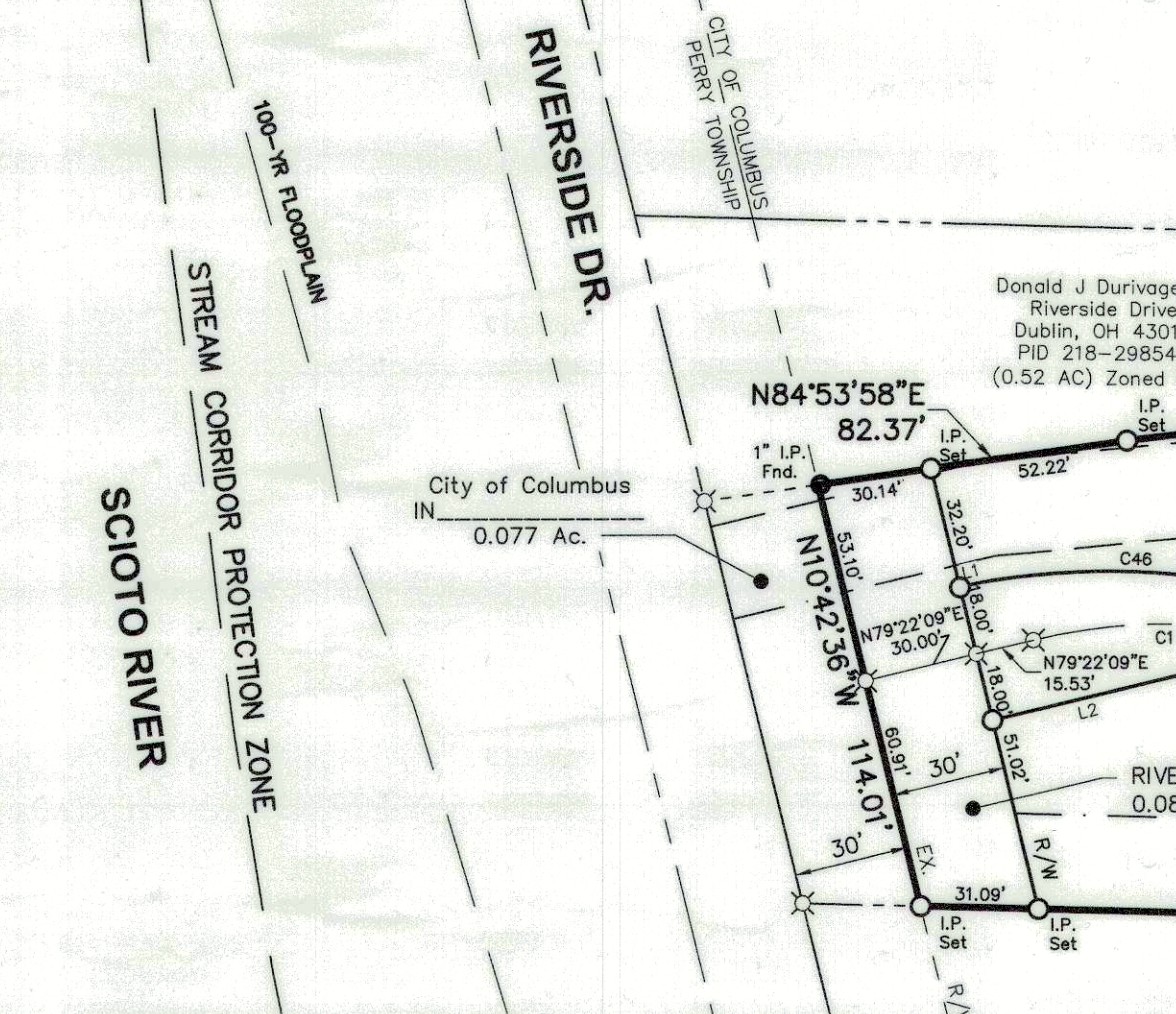 CITY OF COLUMBUS
PERRY TOWNSHIP
RIVERSIDE DR.
100-YR FLOODPLAIN
STREAM CORRIDOR PROTECTION ZONE
SCIOTO RIVER
Donald J Durivage
Riverside Drive
Dublin, OH 4301
PID 218-29854
(0.52 AC) Zoned
N84°53'58"E
82.37'
I.P.
Set
I.P.
Set
1" I.P.
Fnd.
30.14'
52.22'
City of Columbus
IN
0.077 Ac.
53.10'
32.20'
N10°42'36"W 114.01'
C46
18.00'
N79°22'09"E
30.00'
C1
N79°22'09"E
15.53'
18.00'
L2
60.91'
30'
51.02'
RIVE
0.08
30'
EX.
R/W
31.09'
I.P.
Set
I.P.
Set
R/